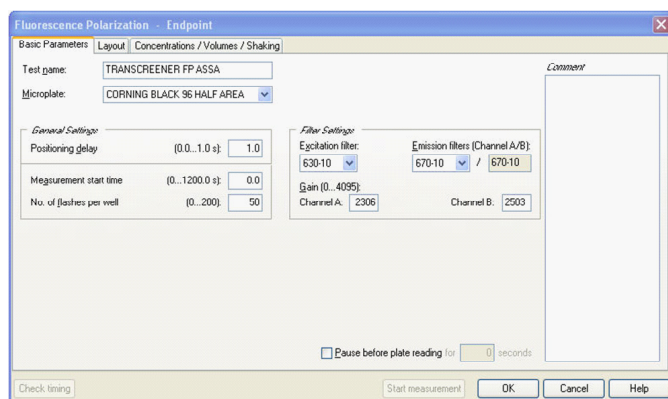 Fluorescence Polarization - Endpoint
Basic Parameters Layout Concentrations / Volumes / Shaking
Test name: TRANSCREENER FP ASSA
Microplate: CORNING BLACK 96 HALF AREA
Comment
General Settings
Positioning delay (0.0...1.0 s): 1.0
Measurement start time (0...1200.0 s): 0.0
No. of flashes per well (0...200): 50
Filter Settings
Excitation filter: Emission filters (Channel A/B):
630-10 670-10 / 670-10
Gain (0...4095):
Channel A: 2306 Channel B: 2503
Pause before plate reading for 0 seconds
Check timing Start measurement OK Cancel Help